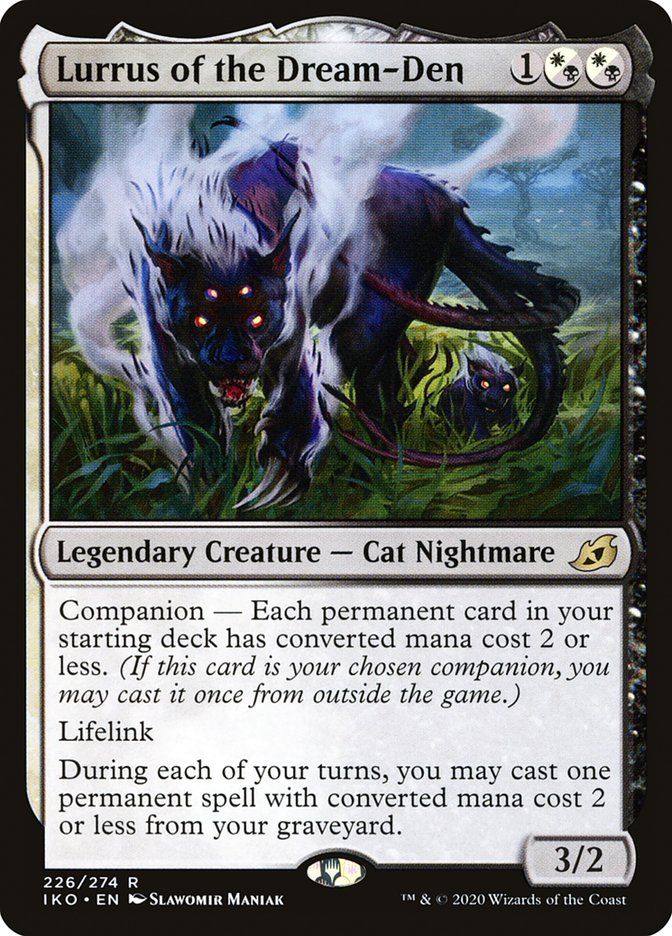 Lurrus of the Dream-Den 1
Legendary Creature — Cat Nightmare
Companion — Each permanent card in your
starting deck has converted mana cost 2 or
less. (If this card is your chosen companion, you
may cast it once from outside the game.)
Lifelink
During each of your turns, you may cast one
permanent spell with converted mana cost 2
or less from your graveyard.
3/2
226/274 R
IKO • EN Slawomir Maniak
™ & © 2020 Wizards of the Coast